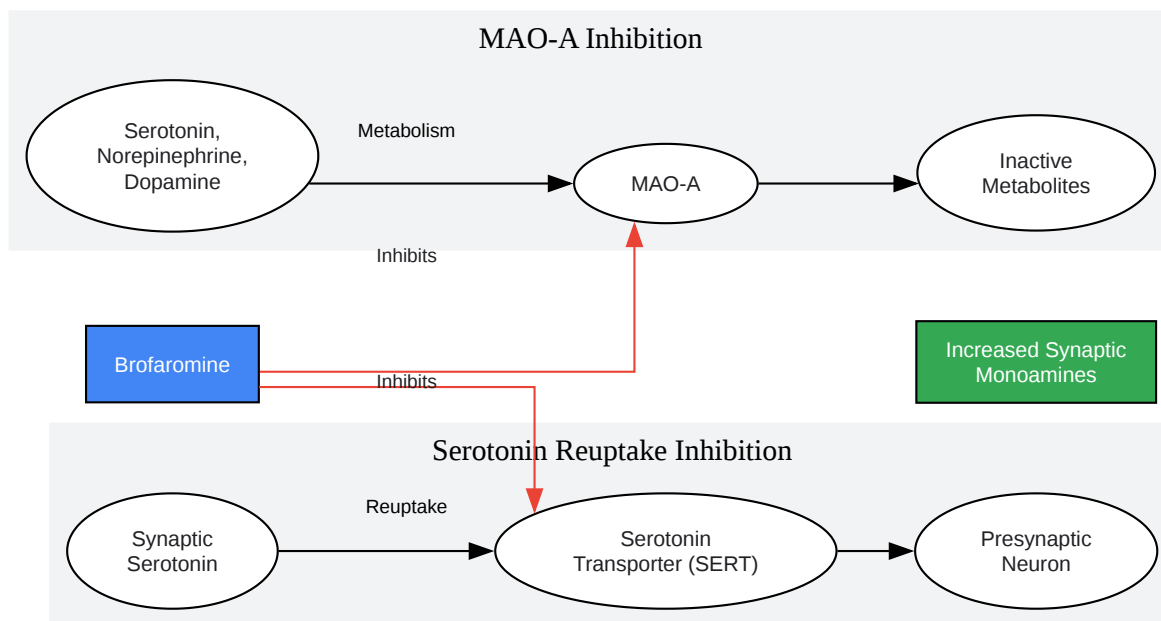 MAO-A Inhibition
Serotonin,
Norepinephrine,
Dopamine
Metabolism
MAO-A
Inactive
Metabolites
Inhibits
Brofaromine
Inhibits
Increased Synaptic
Monoamines
Serotonin Reuptake Inhibition
Synaptic
Serotonin
Reuptake
Serotonin
Transporter (SERT)
Presynaptic
Neuron